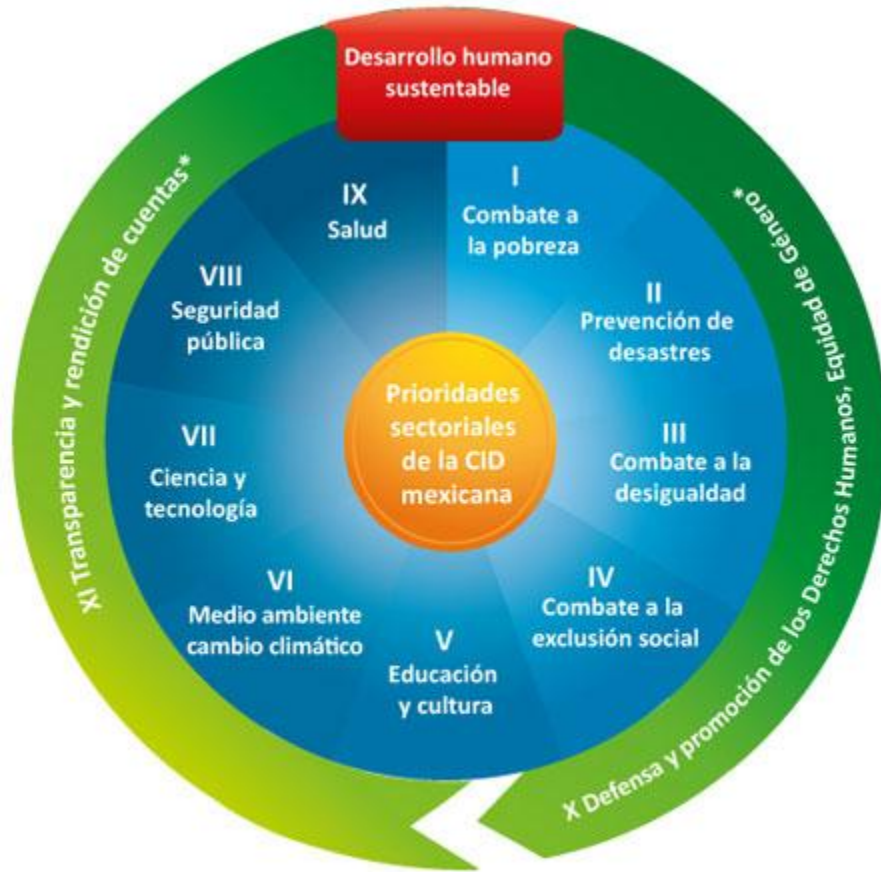 Desarrollo humano
sustentable
I
Combate a
la pobreza
II
Prevención de
desastres
III
Combate a la
desigualdad
IV
Combate a la
exclusión social
V
Educación
y cultura
VI
Medio ambiente
cambio climático
VII
Ciencia y
tecnología
VIII
Seguridad
pública
IX
Salud
Prioridades
sectoriales
de la CID
mexicana
X Defensa y promoción de los Derechos Humanos, Equidad de Género*
XI Transparencia y rendición de cuentas*